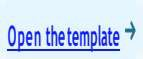 Open the template →